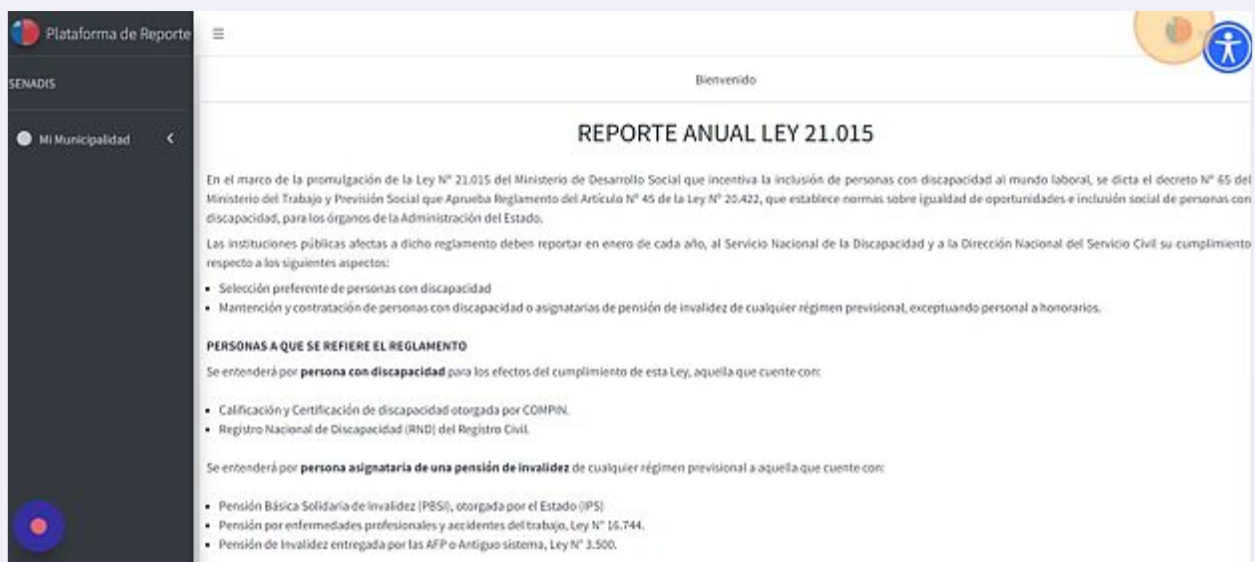 Plataforma de Reporte
SENADIS
Mi Municipalidad
Bienvenido
REPORTE ANUAL LEY 21.015
En el marco de la promulgación de la Ley N° 21.015 del Ministerio de Desarrollo Social que incentiva la inclusión de personas con discapacidad al mundo laboral, se dicta el decreto N° 65 del
Ministerio del Trabajo y Previsión Social que Aprueba Reglamento del Artículo N° 45 de la Ley N° 20.422, que establece normas sobre igualdad de oportunidades e inclusión social de personas con
discapacidad, para los órganos de la Administración del Estado.
Las instituciones públicas afectas a dicho reglamento deben reportar en enero de cada año, al Servicio Nacional de la Discapacidad y a la Dirección Nacional del Servicio Civil su cumplimiento
respecto a los siguientes aspectos:
▪ Selección preferente de personas con discapacidad
▪ Mantención y contratación de personas con discapacidad o asignatarias de pensión de invalidez de cualquier régimen previsional, exceptuando personal a honorarios.
PERSONAS A QUE SE REFIERE EL REGLAMENTO
Se entenderá por persona con discapacidad para los efectos del cumplimiento de esta Ley, aquella que cuente con:
▪ Calificación y Certificación de discapacidad otorgada por COMPIN.
▪ Registro Nacional de Discapacidad (RND) del Registro Civil.
Se entenderá por persona asignataria de una pensión de invalidez de cualquier régimen previsional a aquella que cuente con:
▪ Pensión Básica Solidaria de Invalidez (PBSI), otorgada por el Estado (IPS)
▪ Pensión por enfermedades profesionales y accidentes del trabajo, Ley N° 16.744.
▪ Pensión de Invalidez entregada por las AFP o Antiguo sistema, Ley N° 3.500.